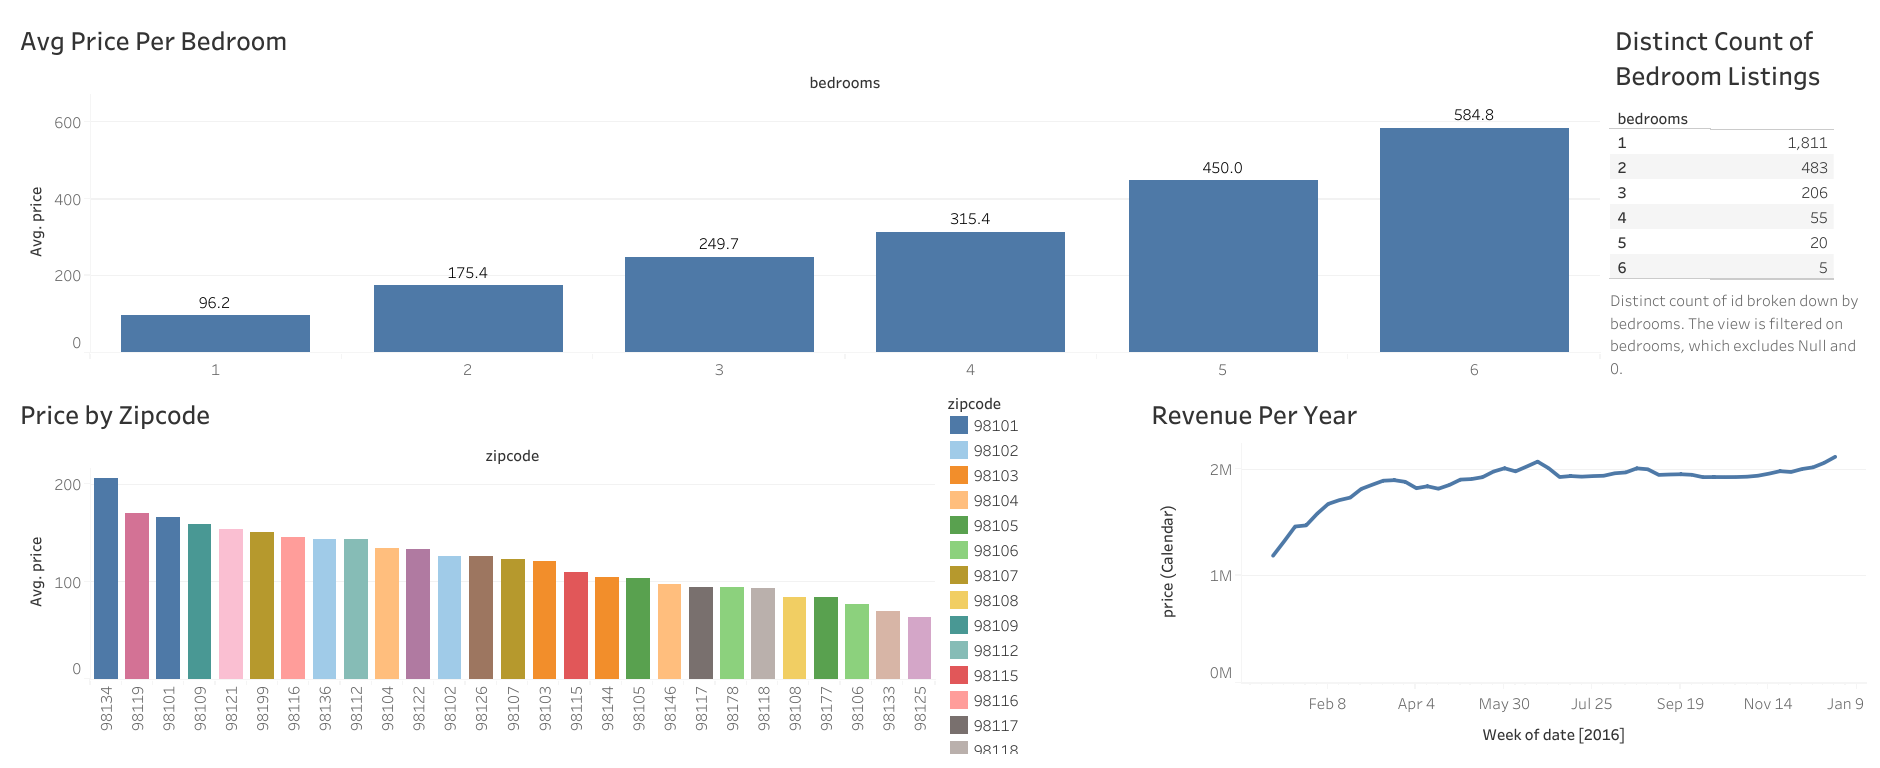 Avg Price Per Bedroom
bedrooms
Avg. price
600
400
200
0
96.2
175.4
249.7
315.4
450.0
584.8
1
2
3
4
5
6
Distinct Count of
Bedroom Listings
bedrooms
1 1,811
2 483
3 206
4 55
5 20
6 5
Distinct count of id broken down by
bedrooms. The view is filtered on
bedrooms, which excludes Null and
0.
Price by Zipcode
zipcode
Avg. price
200
100
0
98134
98119
98101
98109
98121
98199
98116
98136
98112
98104
98122
98102
98126
98107
98103
98115
98144
98105
98146
98117
98178
98118
98108
98177
98106
98133
98125
zipcode
98101
98102
98103
98104
98105
98106
98107
98108
98109
98112
98115
98116
98117
98118
Revenue Per Year
price (Calendar)
2M
1M
0M
Feb 8
Apr 4
May 30
Jul 25
Sep 19
Nov 14
Jan 9
Week of date [2016]